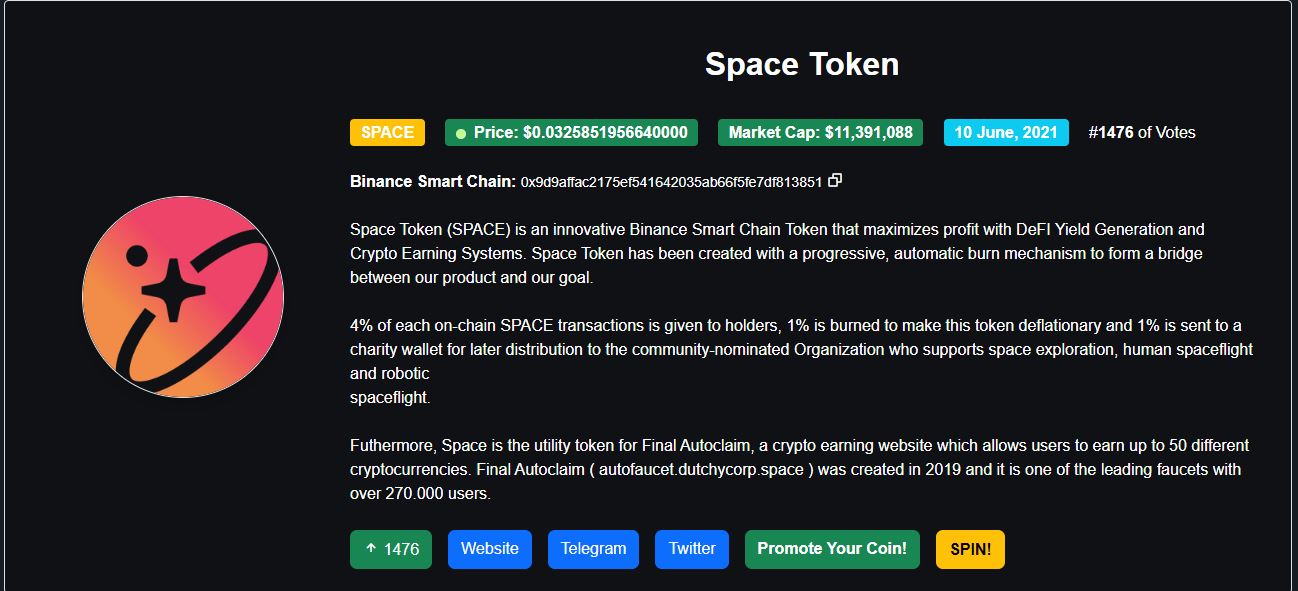 Space Token
SPACE
Price: $0.0325851956640000
Market Cap: $11,391,088
10 June, 2021
#1476 of Votes
Binance Smart Chain: 0x9d9affac2175ef541642035ab66f5fe7df813851
Space Token (SPACE) is an innovative Binance Smart Chain Token that maximizes profit with DeFI Yield Generation and
Crypto Earning Systems. Space Token has been created with a progressive, automatic burn mechanism to form a bridge
between our product and our goal.
4% of each on-chain SPACE transactions is given to holders, 1% is burned to make this token deflationary and 1% is sent to a
charity wallet for later distribution to the community-nominated Organization who supports space exploration, human spaceflight
and robotic
spaceflight.
Futhermore, Space is the utility token for Final Autoclaim, a crypto earning website which allows users to earn up to 50 different
cryptocurrencies. Final Autoclaim ( autofaucet.dutchycorp.space ) was created in 2019 and it is one of the leading faucets with
over 270.000 users.
↑ 1476
Website
Telegram
Twitter
Promote Your Coin!
SPIN!